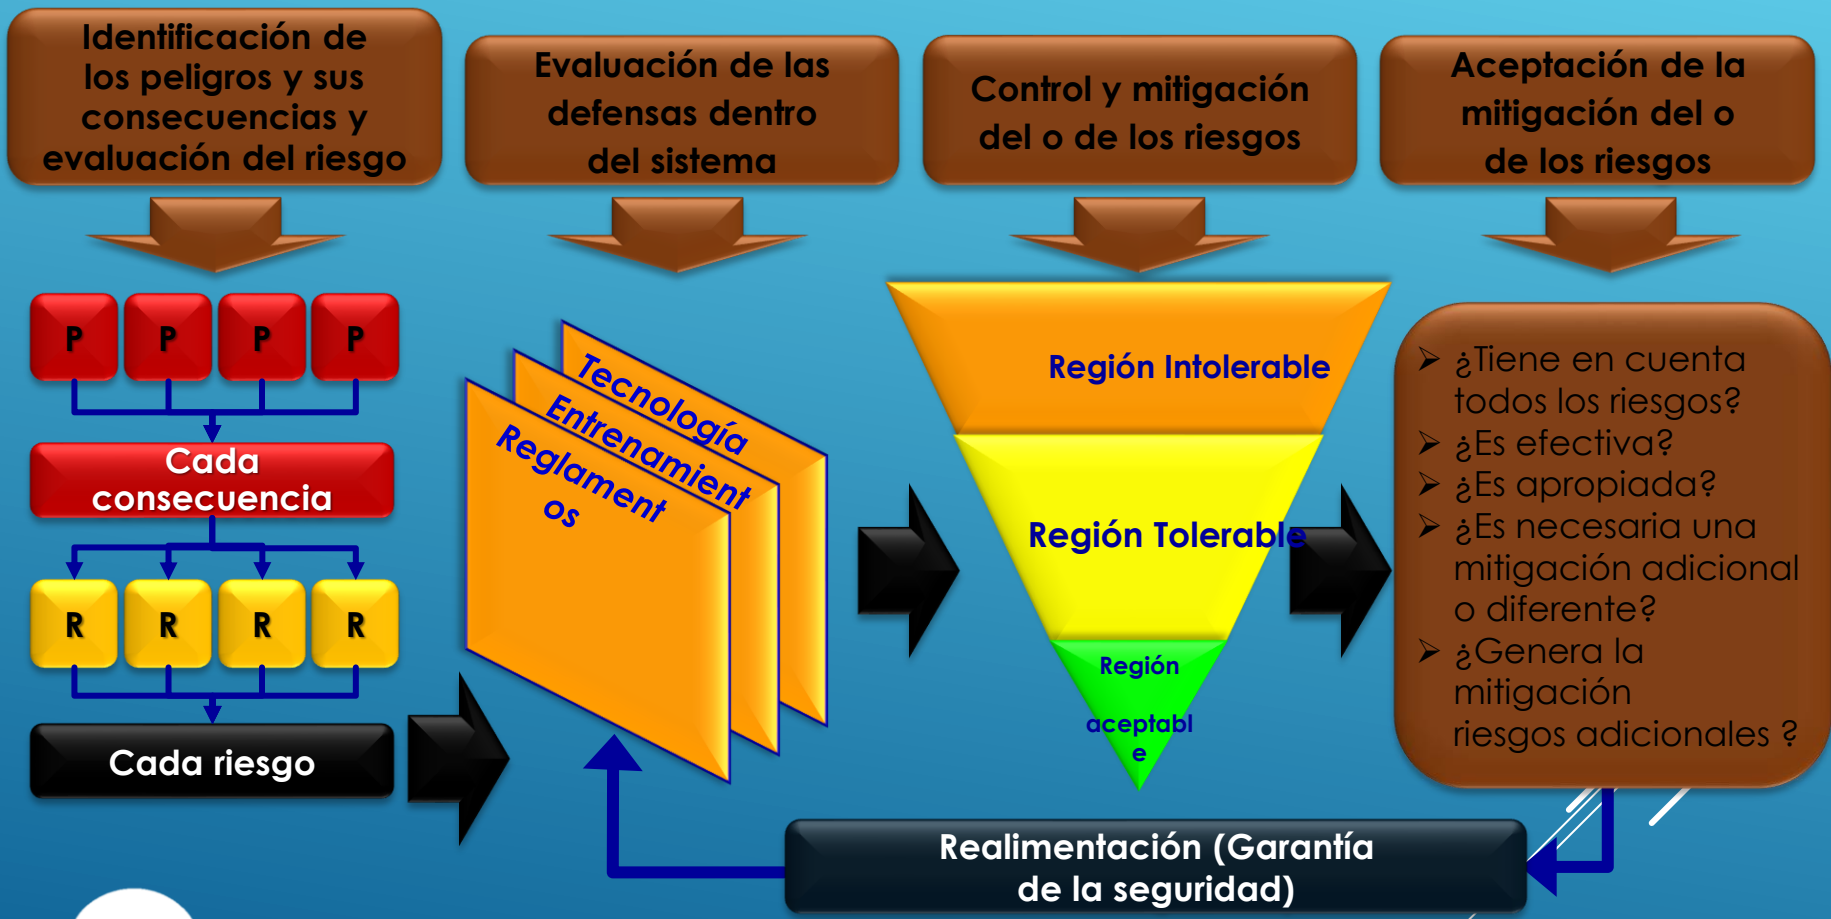 Identificación de
los peligros y sus
consecuencias y
evaluación del riesgo
Evaluación de las
defensas dentro
del sistema
Control y mitigación
del o de los riesgos
Aceptación de la
mitigación del o
de los riesgos
P P P P
Cada
consecuencia
R R R R
Cada riesgo
Tecnología
Entrenamient
Reglament
os
Región Intolerable
Región Tolerable
Región
aceptabl
e
➢ ¿Tiene en cuenta
todos los riesgos?
➢ ¿Es efectiva?
➢ ¿Es apropiada?
➢ ¿Es necesaria una
mitigación adicional
o diferente?
➢ ¿Genera la
mitigación
riesgos adicionales ?
Realimentación (Garantía
de la seguridad)